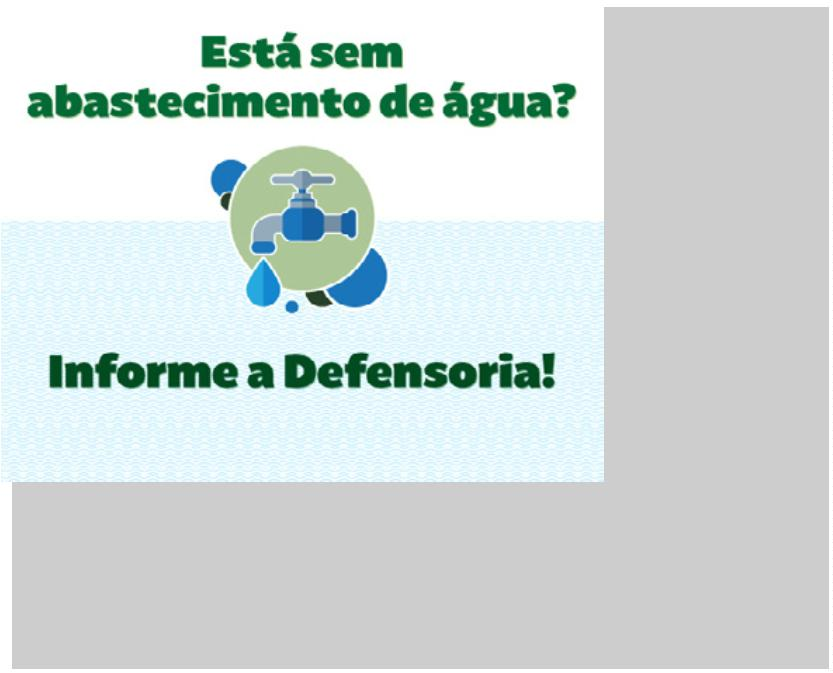 Está sem
abastecimento de água?
Informe a Defensoria!